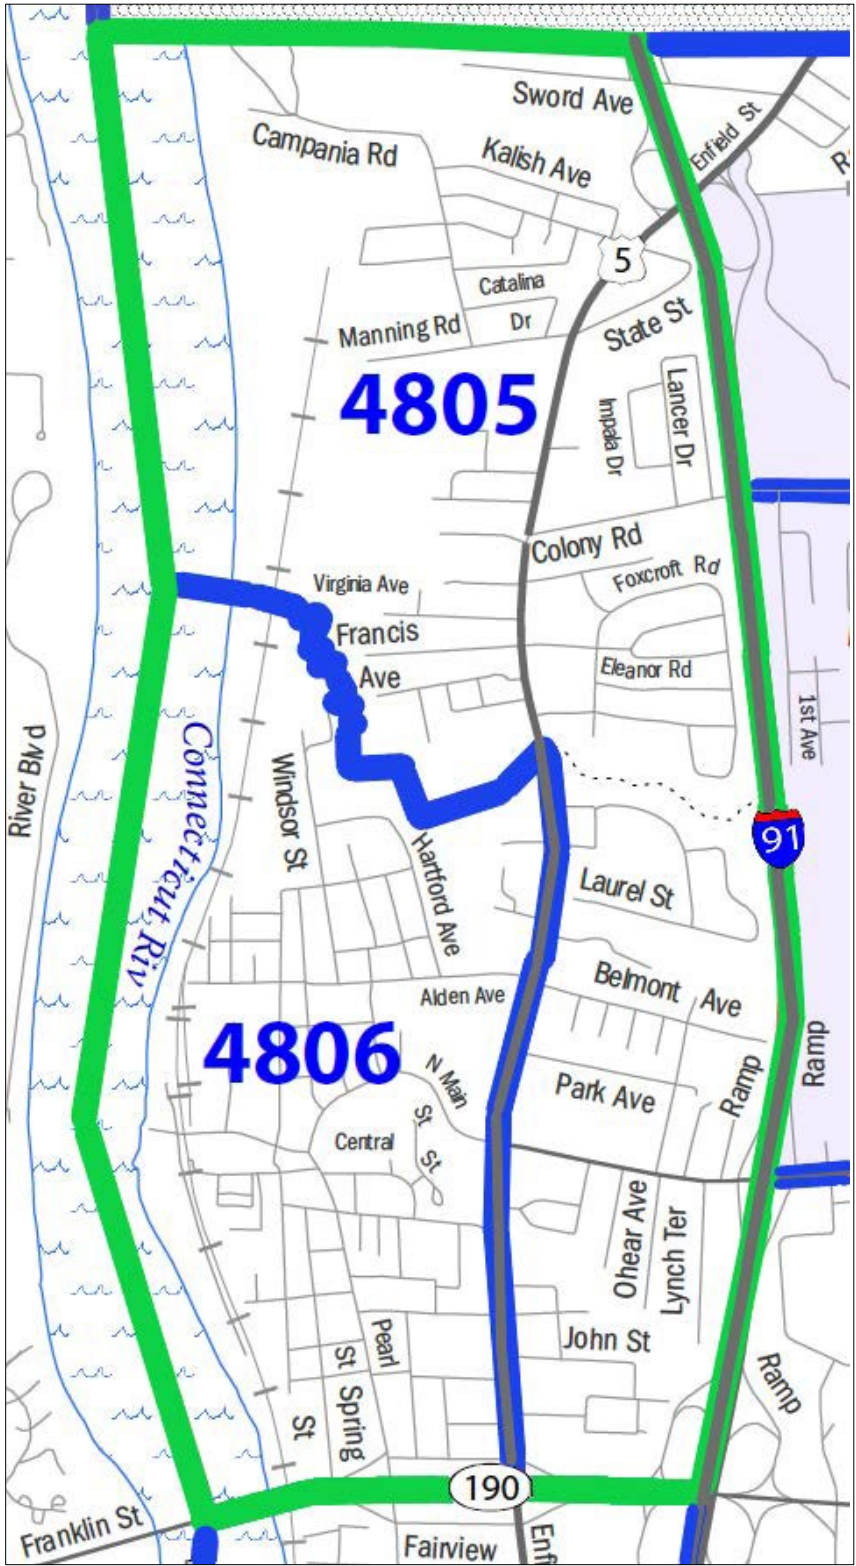 Sword Ave
Enfield St
R
Campania Rd
Kalish Ave
5
Catalina
Dr
Manning Rd
State St
4805
Impala Dr
Lancer Dr
Colony Rd
Foxcroft Rd
Virginia Ave
Francis
Ave
Eleanor Rd
1st Ave
River Blvd
Connecticut Riv
Windsor St
91
Hartford Ave
Laurel St
Belmont Ave
Alden Ave
4806
N Main
St
Park Ave
Ramp
Ramp
Central
St
Ohear Ave
Lynch Ter
John St
Pearl
St
Ramp
Spring
St
190
Franklin St
Fairview
Enf